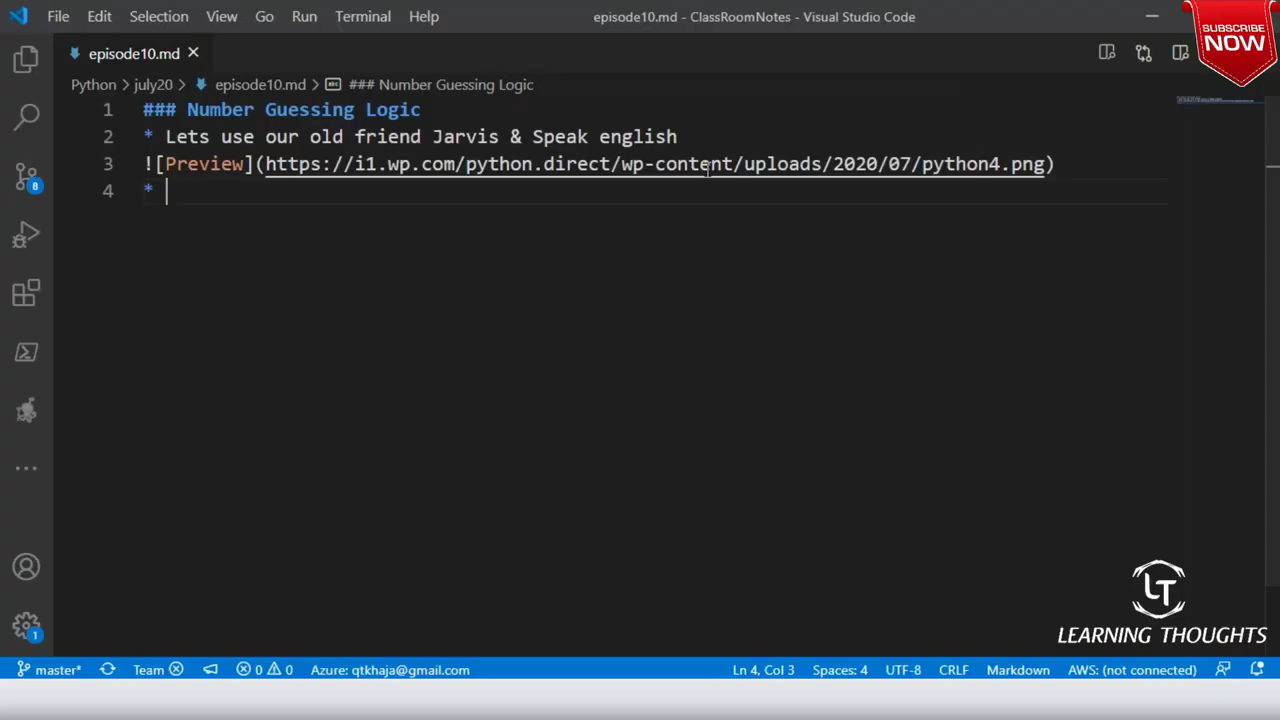 File Edit Selection View Go Run Terminal Help episode10.md - ClassRoomNotes - Visual Studio Code
SUBSCRIBE
NOW
episode10.md
Python > july20 > episode10.md > ### Number Guessing Logic
1 ### Number Guessing Logic
2 * Lets use our old friend Jarvis & Speak english
3 ![Preview](https://i1.wp.com/python.direct/wp-content/uploads/2020/07/python4.png)
4 *
8
LT
LEARNING THOUGHTS
1
master* Team 0 0 Azure: qtkhaja@gmail.com Ln 4, Col 3 Spaces: 4 UTF-8 CRLF Markdown AWS: (not connected)